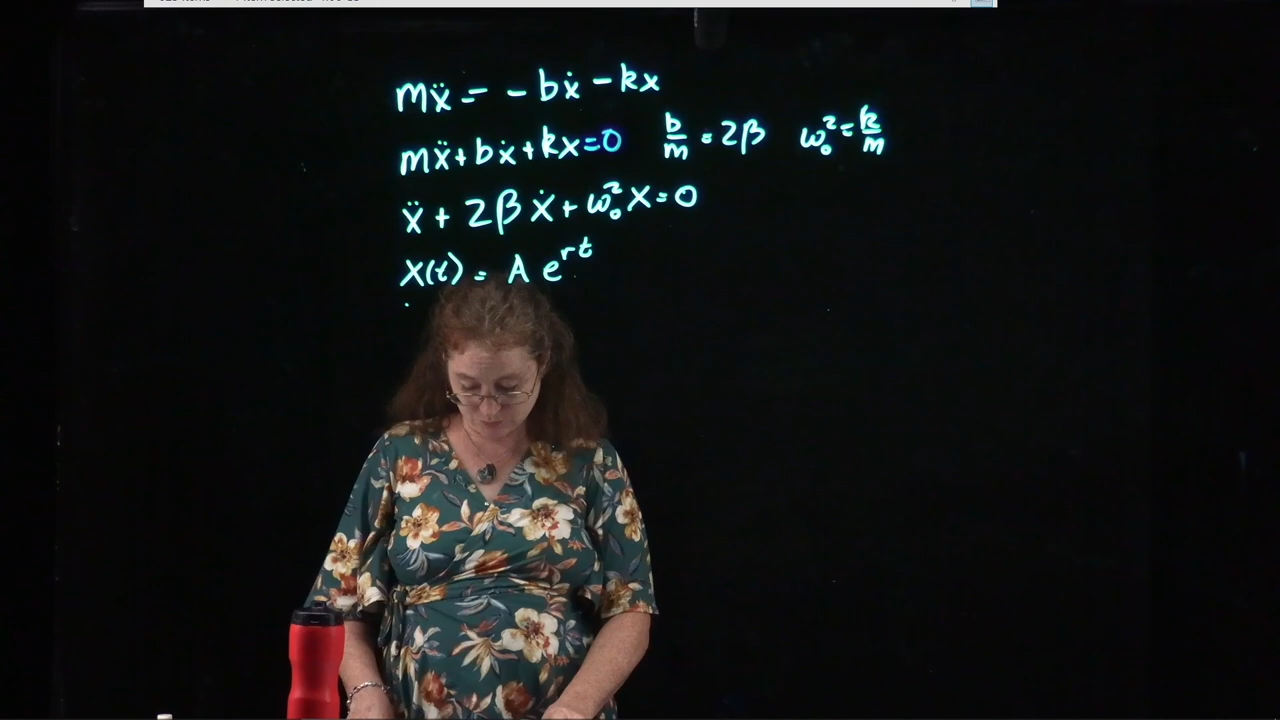 mẍ = - bẋ - kx
mẍ + bẋ + kx = 0   b/m = 2β   ω₀² = k/m
ẍ + 2βẋ + ω₀²x = 0
x(t) = A e^{rt}